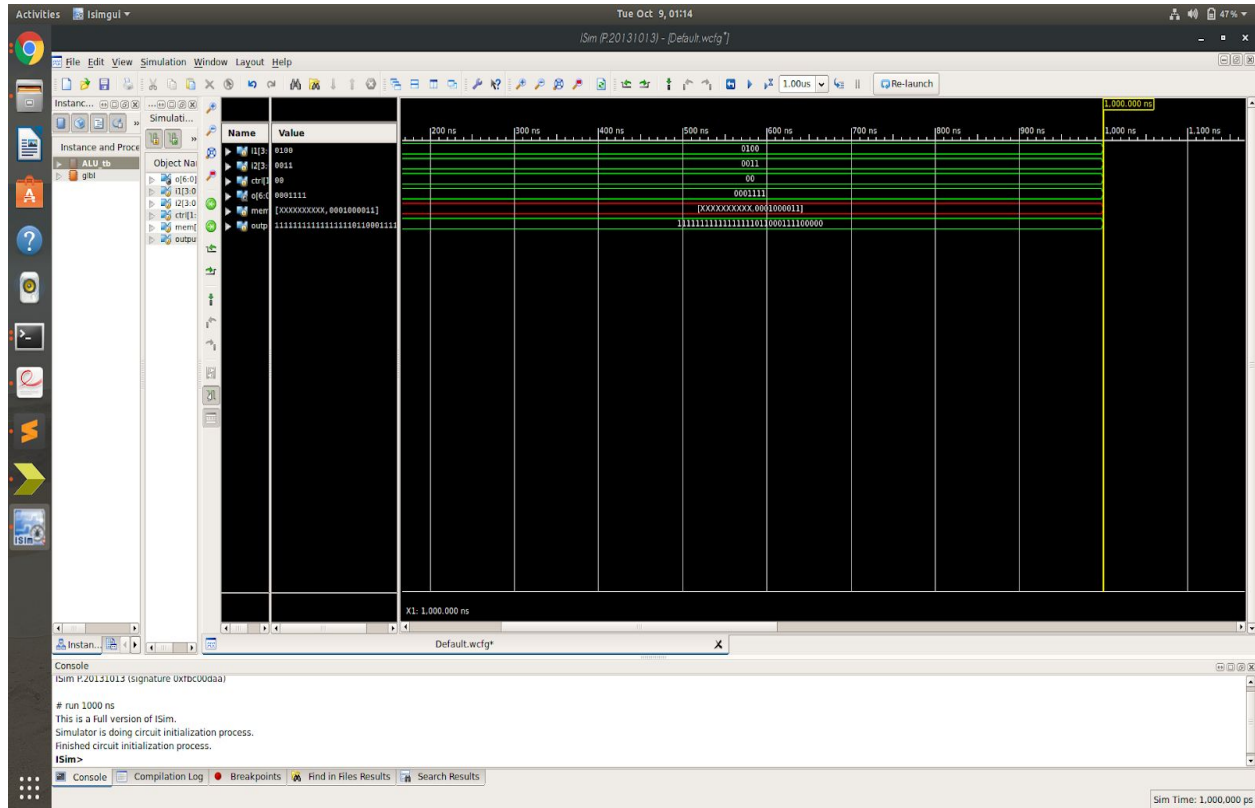 Activities Isimgui Tue Oct 9, 01:14 47%
ISim (P.20131013) - [Default.wcfg*]
File Edit View Simulation Window Layout Help
1.00us Re-launch
Instanc...
Simulati...
Instance and Proce
ALU_tb
glbl
Object Nar
o[6:0]
i1[3:0
i2[3:0
ctrl[1:
mem[
outpu
Name Value
i1[3: 0100
i2[3: 0011
ctrl[1 00
o[6:0 0001111
mem [XXXXXXXXXX,0001000011]
outp
1,000.000 ns
200 ns 300 ns 400 ns 500 ns 600 ns 700 ns 800 ns 900 ns 1,000 ns 1,100 ns
0100
0011
00
0001111
[XXXXXXXXXX,0001000011]
X1: 1,000.000 ns
Instan...
Default.wcfg*
Console
ISim P.20131013 (signature 0xfbc00daa)
# run 1000 ns
This is a Full version of ISim.
Simulator is doing circuit initialization process.
Finished circuit initialization process.
ISim>
Console Compilation Log Breakpoints Find in Files Results Search Results
Sim Time: 1,000,000 ps